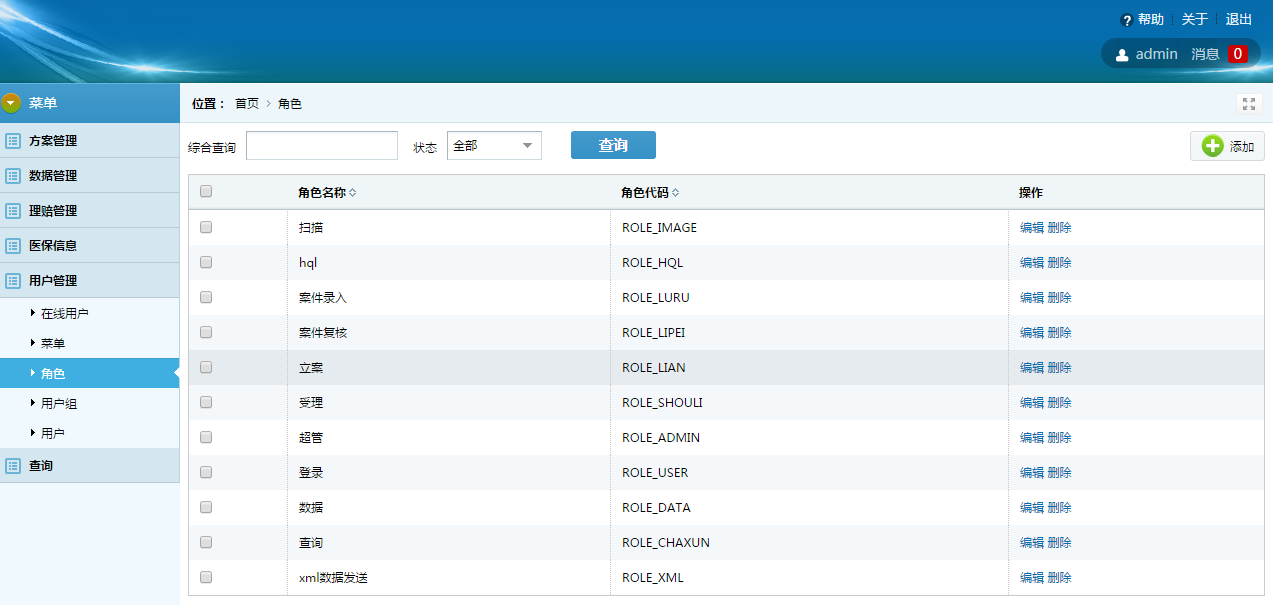 帮助 关于 退出
admin 消息 0
菜单
方案管理
数据管理
理赔管理
医保信息
用户管理
在线用户
菜单
角色
用户组
用户
查询
位置： 首页 > 角色
综合查询 状态 全部 查询 添加
角色名称 角色代码 操作
扫描 ROLE_IMAGE 编辑 删除
hql ROLE_HQL 编辑 删除
案件录入 ROLE_LURU 编辑 删除
案件复核 ROLE_LIPEI 编辑 删除
立案 ROLE_LIAN 编辑 删除
受理 ROLE_SHOULI 编辑 删除
超管 ROLE_ADMIN 编辑 删除
登录 ROLE_USER 编辑 删除
数据 ROLE_DATA 编辑 删除
查询 ROLE_CHAXUN 编辑 删除
xml数据发送 ROLE_XML 编辑 删除